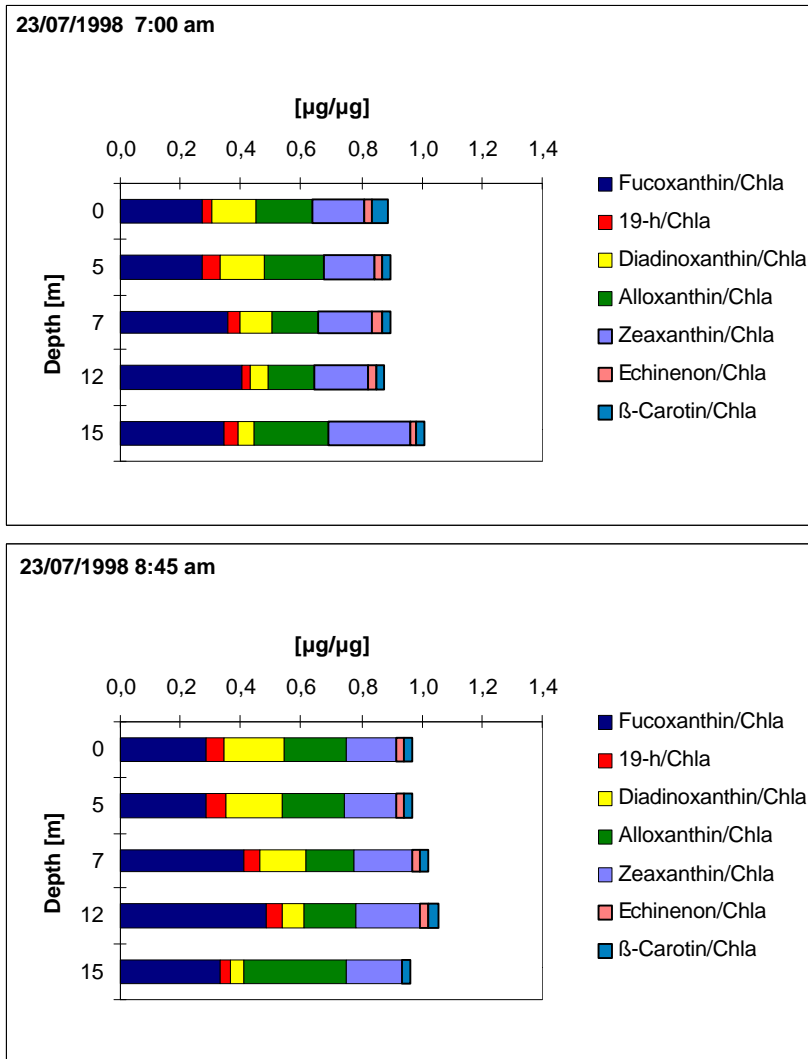 23/07/1998 7:00 am
[µg/µg]
0,0 0,2 0,4 0,6 0,8 1,0 1,2 1,4
0
5
7
12
15
Depth [m]
Fucoxanthin/Chla
19-h/Chla
Diadinoxanthin/Chla
Alloxanthin/Chla
Zeaxanthin/Chla
Echinenon/Chla
ß-Carotin/Chla
23/07/1998 8:45 am
[µg/µg]
0,0 0,2 0,4 0,6 0,8 1,0 1,2 1,4
0
5
7
12
15
Depth [m]
Fucoxanthin/Chla
19-h/Chla
Diadinoxanthin/Chla
Alloxanthin/Chla
Zeaxanthin/Chla
Echinenon/Chla
ß-Carotin/Chla